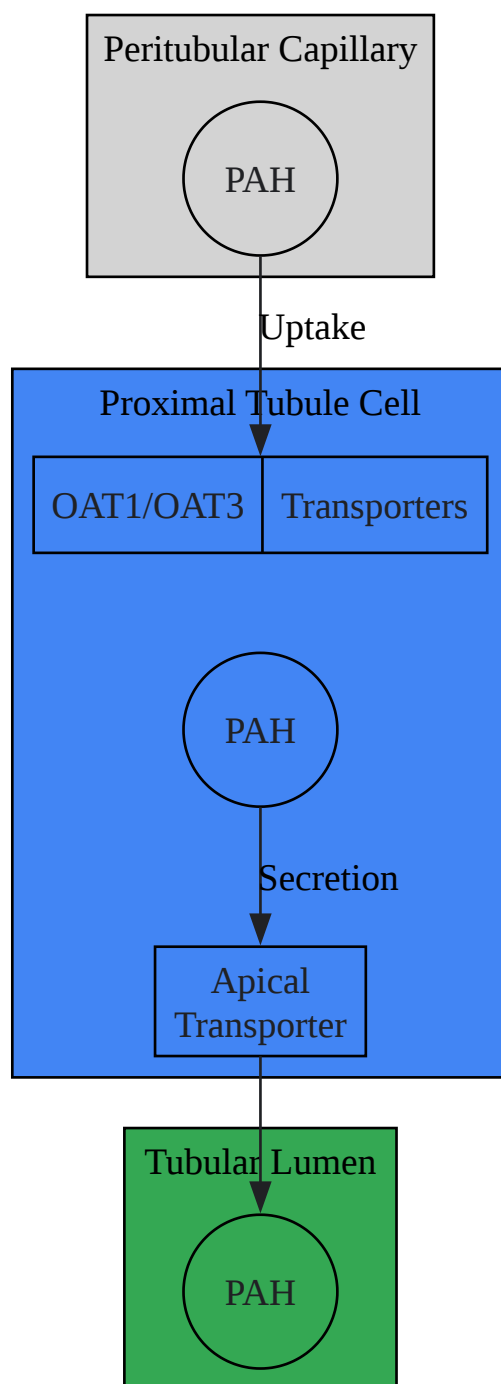 Peritubular Capillary
PAH
Uptake
Proximal Tubule Cell
OAT1/OAT3 Transporters
PAH
Secretion
Apical
Transporter
Tubular Lumen
PAH